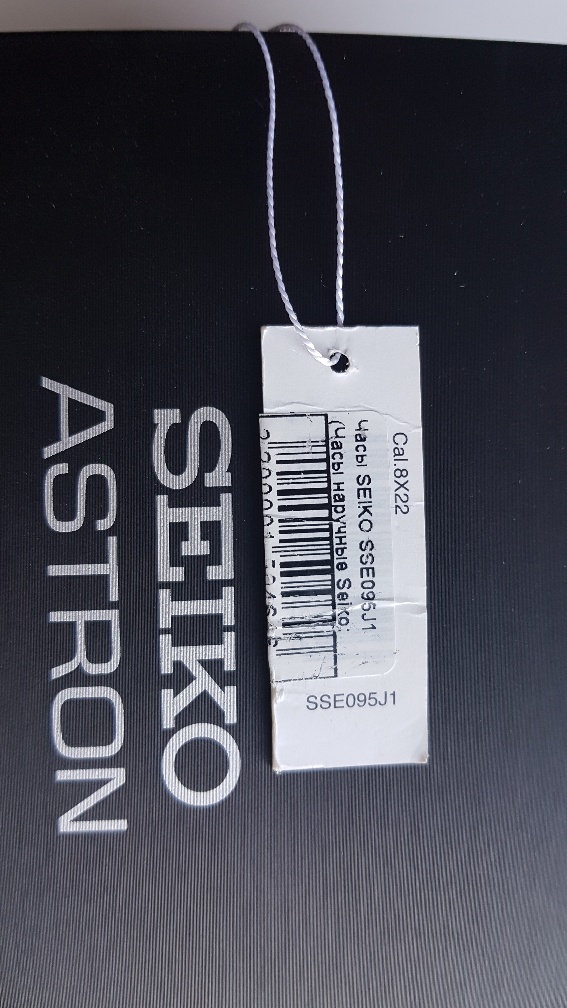 SEIKO
ASTRON
Cal.8X22
Часы SEIKO SSE095J1
(Часы наручные Seiko;
SSE095J1